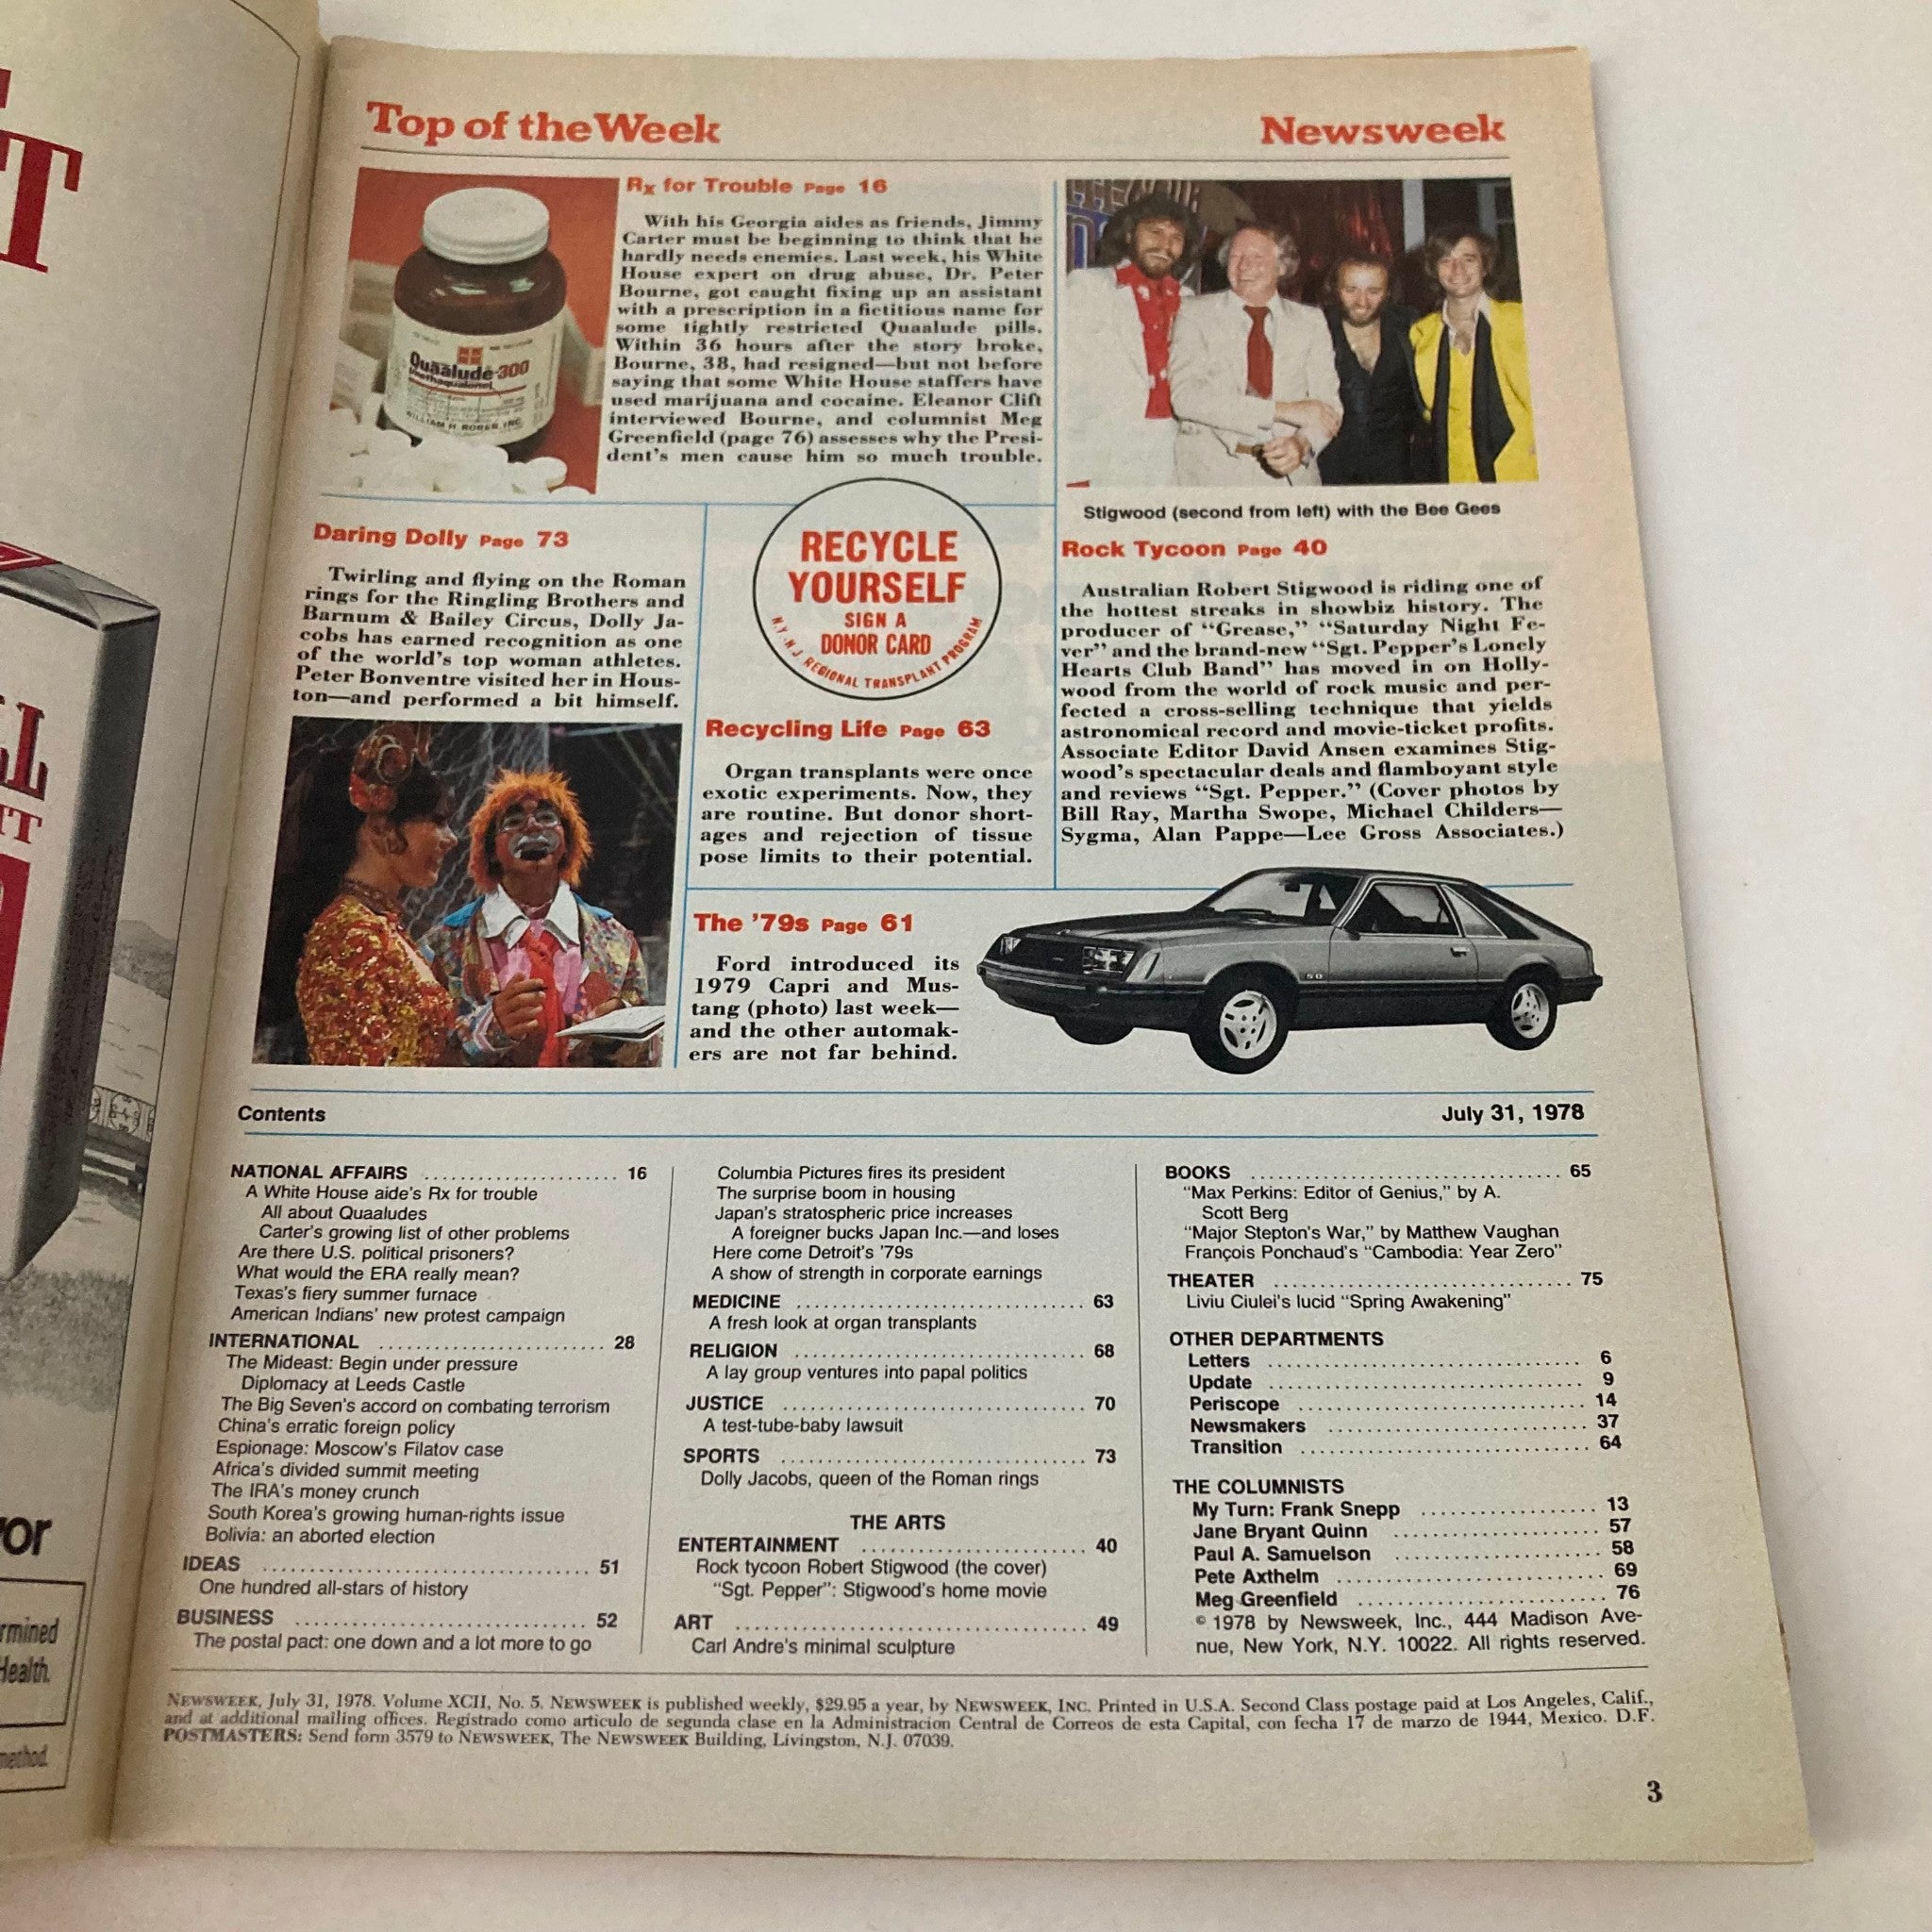 Top of the Week
Newsweek
Rx for Trouble Page 16
With his Georgia aides as friends, Jimmy
Carter must be beginning to think that he
hardly needs enemies. Last week, his White
House expert on drug abuse, Dr. Peter
Bourne, got caught fixing up an assistant
with a prescription in a fictitious name for
some tightly restricted Quaalude pills.
Within 36 hours after the story broke,
Bourne, 38, had resigned—but not before
saying that some White House staffers have
used marijuana and cocaine. Eleanor Clift
interviewed Bourne, and columnist Meg
Greenfield (page 76) assesses why the Presi-
dent's men cause him so much trouble.
Quaalude-300
(methaqualone)
WILLIAM H. RORER, INC.
Stigwood (second from left) with the Bee Gees
Daring Dolly Page 73
Twirling and flying on the Roman
rings for the Ringling Brothers and
Barnum & Bailey Circus, Dolly Ja-
cobs has earned recognition as one
of the world's top woman athletes.
Peter Bonventre visited her in Hous-
ton—and performed a bit himself.
RECYCLE
YOURSELF
SIGN A
DONOR CARD
N.Y.-N.J. REGIONAL TRANSPLANT PROGRAM
Recycling Life Page 63
Organ transplants were once
exotic experiments. Now, they
are routine. But donor short-
ages and rejection of tissue
pose limits to their potential.
Rock Tycoon Page 40
Australian Robert Stigwood is riding one of
the hottest streaks in showbiz history. The
producer of "Grease," "Saturday Night Fe-
ver" and the brand-new "Sgt. Pepper's Lonely
Hearts Club Band" has moved in on Holly-
wood from the world of rock music and per-
fected a cross-selling technique that yields
astronomical record and movie-ticket profits.
Associate Editor David Ansen examines Stig-
wood's spectacular deals and flamboyant style
and reviews "Sgt. Pepper." (Cover photos by
Bill Ray, Martha Swope, Michael Childers—
Sygma, Alan Pappe—Lee Gross Associates.)
The '79s Page 61
Ford introduced its
1979 Capri and Mus-
tang (photo) last week—
and the other automak-
ers are not far behind.
5.0
Contents
July 31, 1978
NATIONAL AFFAIRS ........ 16
A White House aide's Rx for trouble
All about Quaaludes
Carter's growing list of other problems
Are there U.S. political prisoners?
What would the ERA really mean?
Texas's fiery summer furnace
American Indians' new protest campaign
INTERNATIONAL ........ 28
The Mideast: Begin under pressure
Diplomacy at Leeds Castle
The Big Seven's accord on combating terrorism
China's erratic foreign policy
Espionage: Moscow's Filatov case
Africa's divided summit meeting
The IRA's money crunch
South Korea's growing human-rights issue
Bolivia: an aborted election
IDEAS ........ 51
One hundred all-stars of history
BUSINESS ........ 52
The postal pact: one down and a lot more to go
Columbia Pictures fires its president
The surprise boom in housing
Japan's stratospheric price increases
A foreigner bucks Japan Inc.—and loses
Here come Detroit's '79s
A show of strength in corporate earnings
MEDICINE ........ 63
A fresh look at organ transplants
RELIGION ........ 68
A lay group ventures into papal politics
JUSTICE ........ 70
A test-tube-baby lawsuit
SPORTS ........ 73
Dolly Jacobs, queen of the Roman rings
THE ARTS
ENTERTAINMENT ........ 40
Rock tycoon Robert Stigwood (the cover)
"Sgt. Pepper": Stigwood's home movie
ART ........ 49
Carl Andre's minimal sculpture
BOOKS ........ 65
"Max Perkins: Editor of Genius," by A.
Scott Berg
"Major Stepton's War," by Matthew Vaughan
François Ponchaud's "Cambodia: Year Zero"
THEATER ........ 75
Liviu Ciulei's lucid "Spring Awakening"
OTHER DEPARTMENTS
Letters ........ 6
Update ........ 9
Periscope ........ 14
Newsmakers ........ 37
Transition ........ 64
THE COLUMNISTS
My Turn: Frank Snepp ........ 13
Jane Bryant Quinn ........ 57
Paul A. Samuelson ........ 58
Pete Axthelm ........ 69
Meg Greenfield ........ 76
© 1978 by Newsweek, Inc., 444 Madison Ave-
nue, New York, N.Y. 10022. All rights reserved.
NEWSWEEK, July 31, 1978. Volume XCII, No. 5. NEWSWEEK is published weekly, $29.95 a year, by NEWSWEEK, INC. Printed in U.S.A. Second Class postage paid at Los Angeles, Calif.,
and at additional mailing offices. Registrado como articulo de segunda clase en la Administracion Central de Correos de esta Capital, con fecha 17 de marzo de 1944, Mexico. D.F.
POSTMASTERS: Send form 3579 to NEWSWEEK, The NEWSWEEK Building, Livingston, N.J. 07039.
3
Health.
method.